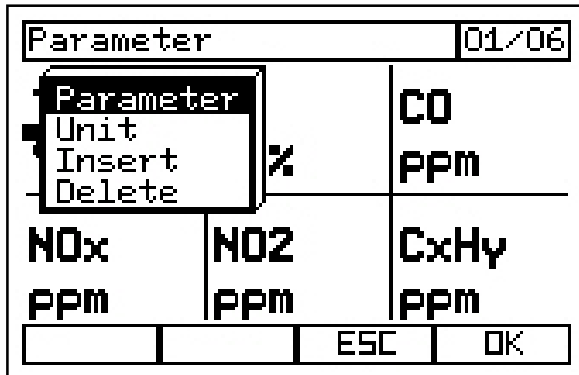 Parameter 01/06
Parameter
Unit
Insert
Delete
%
CO
ppm
NOx NO2 CxHy
ppm ppm ppm
ESC OK